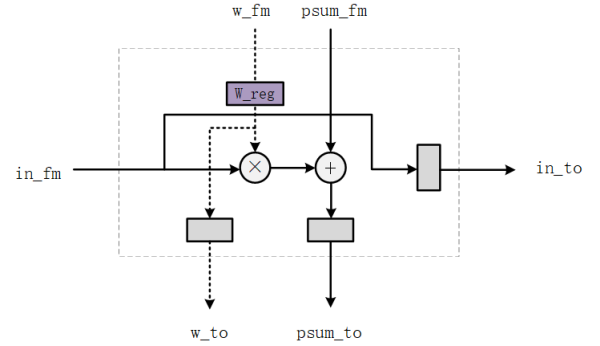 w_fm
psum_fm
W_reg
in_fm
×
+
in_to
w_to
psum_to